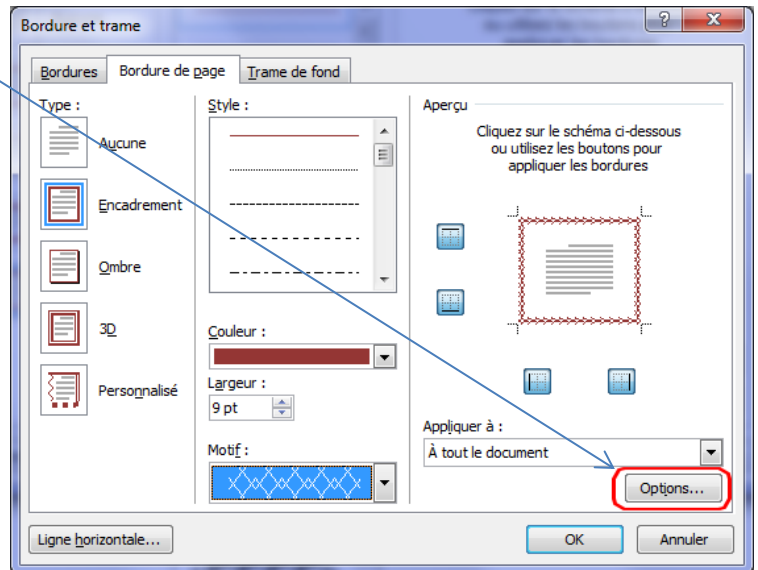 Bordure et trame
Bordures
Bordure de page
Trame de fond
Type :
Aucune
Encadrement
Ombre
3D
Personnalisé
Style :
Couleur :
Largeur :
9 pt
Motif :
Aperçu
Cliquez sur le schéma ci-dessous
ou utilisez les boutons pour
appliquer les bordures
Appliquer à :
À tout le document
Options...
Ligne horizontale...
OK
Annuler